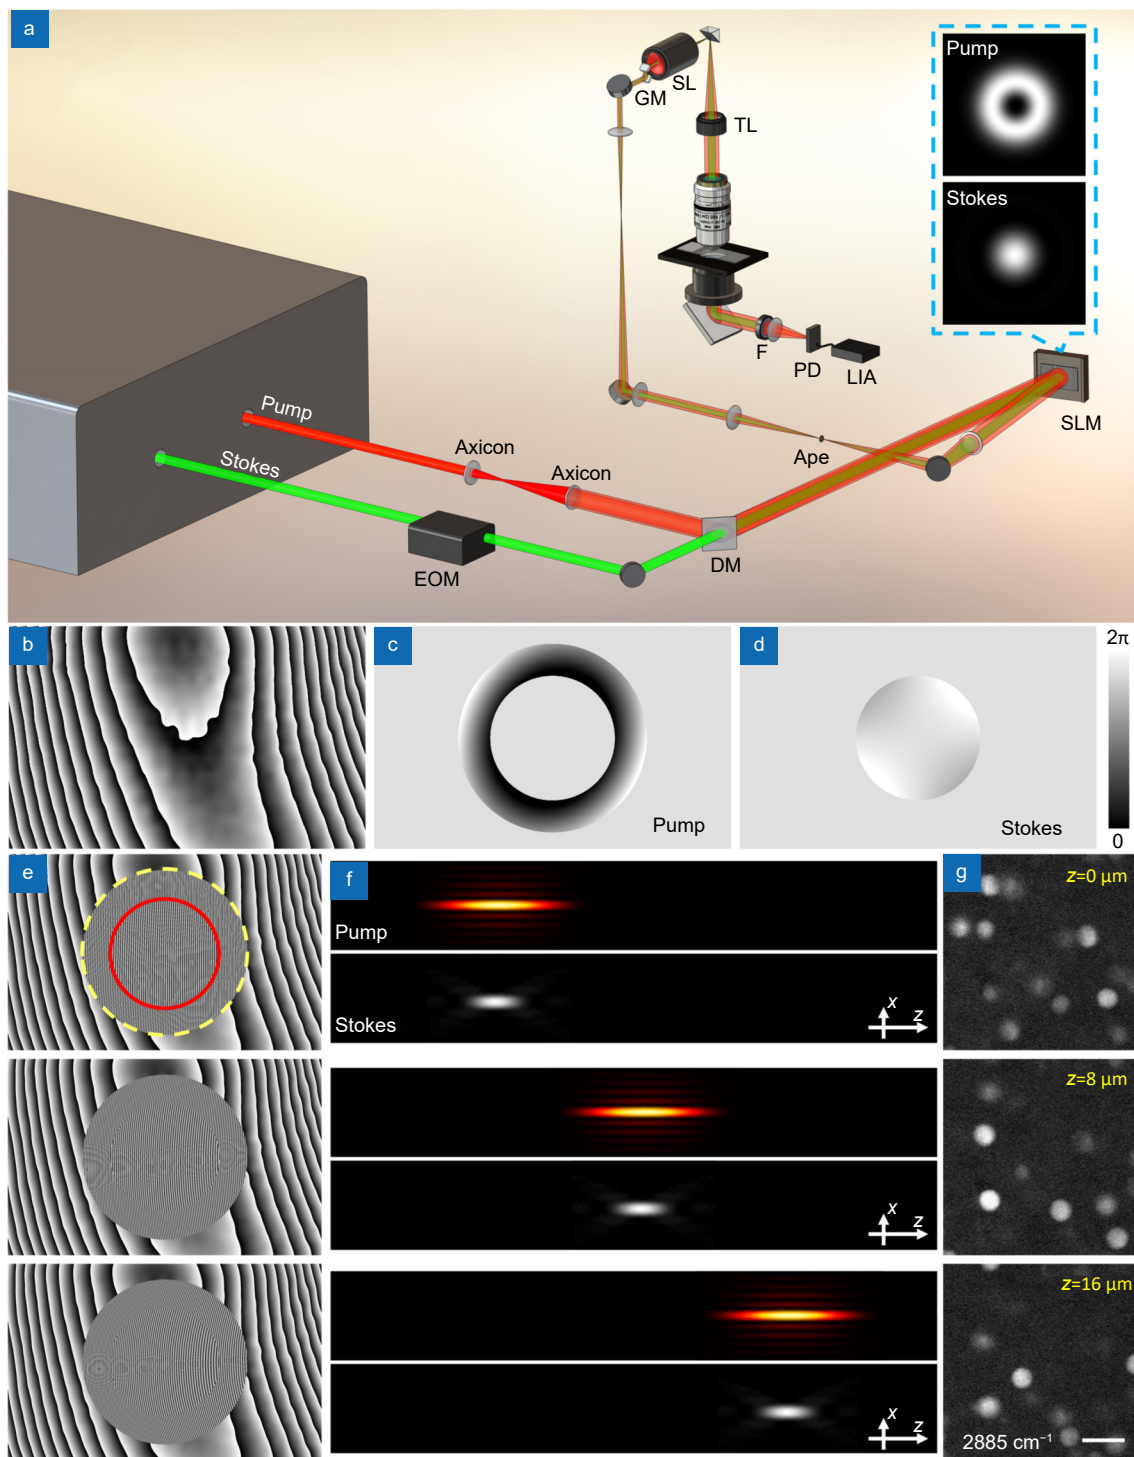 a
Pump
SL
GM
TL
Stokes
F
PD
LIA
SLM
Pump
Axicon
Axicon
Stokes
Ape
EOM
DM
b
c
d
2π
Pump
Stokes
0
e
f
g
z=0 μm
Pump
x
z
Stokes
z=8 μm
x
z
z=16 μm
x
z
2885 cm⁻¹